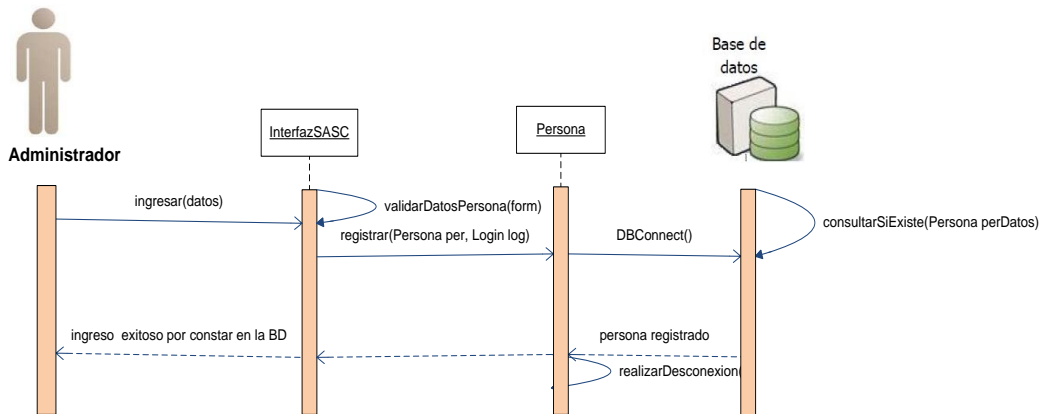 Base de
datos
InterfazSASC
Persona
Administrador
ingresar(datos)
validarDatosPersona(form)
consultarSiExiste(Persona perDatos)
registrar(Persona per, Login log)
DBConnect()
ingreso exitoso por constar en la BD
persona registrado
realizarDesconexion(